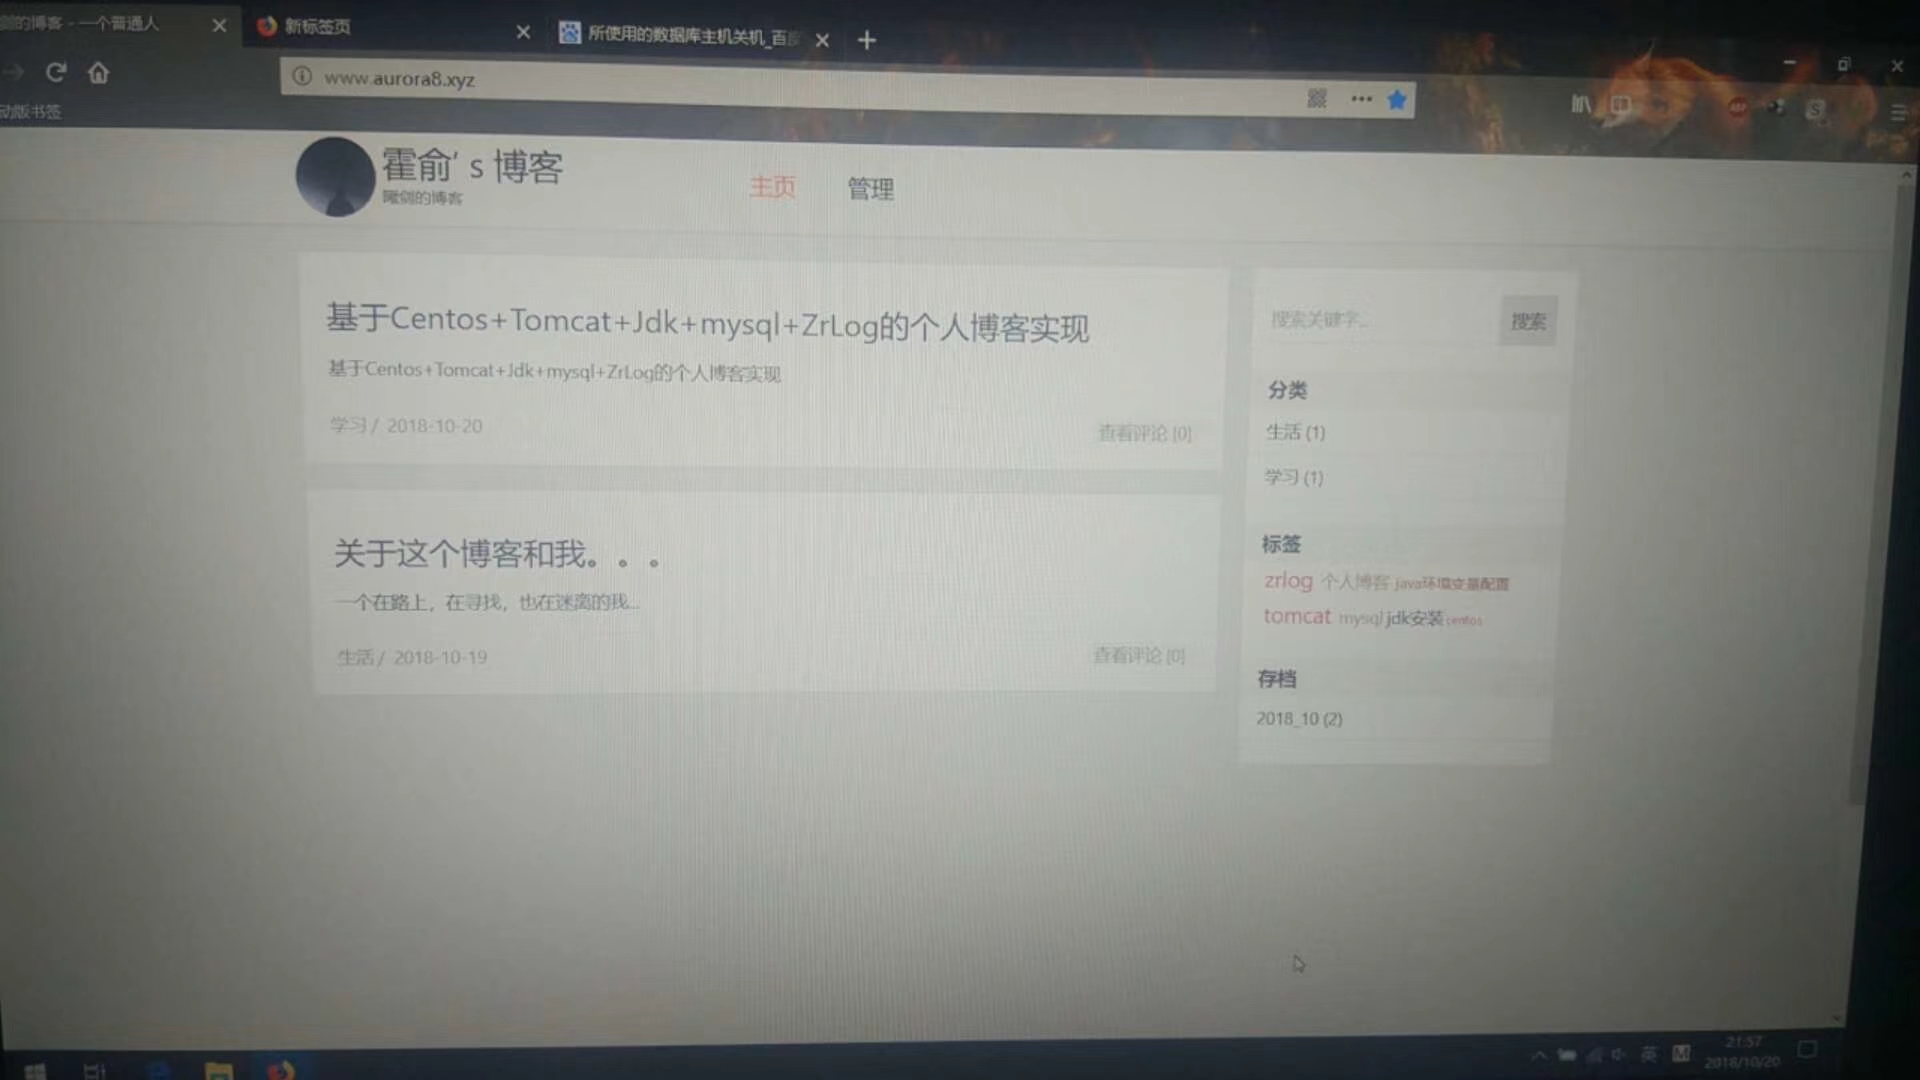 的博客 - 一个普通人
新标签页
所使用的数据库主机关机_百度
www.aurora8.xyz
动版书签
霍俞' s 博客
的博客
主页
管理
基于Centos+Tomcat+Jdk+mysql+ZrLog的个人博客实现
基于Centos+Tomcat+Jdk+mysql+ZrLog的个人博客实现
学习 / 2018-10-20
查看评论 [0]
关于这个博客和我。。。
一个在路上，在寻找，也在迷离的我...
生活 / 2018-10-19
查看评论 [0]
搜索关键字...
搜索
分类
生活 (1)
学习 (1)
标签
zrlog 个人博客 java环境变量配置
tomcat mysql jdk安装 centos
存档
2018_10 (2)
英
M
21:57
2018/10/20